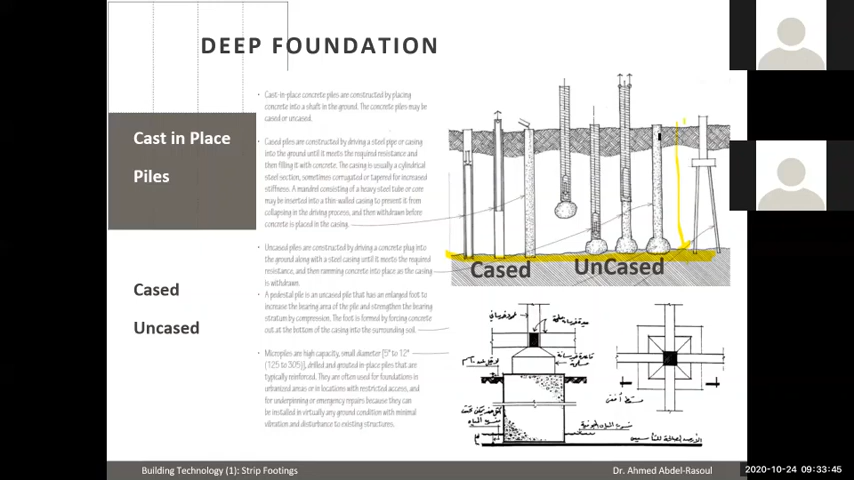 DEEP FOUNDATION
Cast in Place
Piles
Cased
Uncased
• Cast-in-place concrete piles are constructed by placing
concrete into a shaft in the ground. The concrete piles may be
cased or uncased.
• Cased piles are constructed by driving a steel pipe or casing
into the ground until it meets the required resistance and
then filling it with concrete. The casing is usually a cylindrical
steel section, sometimes corrugated or tapered for increased
stiffness. A mandrel consisting of a heavy steel tube or core
may be inserted into a thin-walled casing to prevent it from
collapsing in the driving process, and then withdrawn before
concrete is placed in the casing.
• Uncased piles are constructed by driving a concrete plug into
the ground along with a steel casing until it meets the required
resistance, and then ramming concrete into place as the casing
is withdrawn.
• A pedestal pile is an uncased pile that has an enlarged foot to
increase the bearing area of the pile and strengthen the bearing
stratum by compression. The foot is formed by forcing concrete
out at the bottom of the casing into the surrounding soil.
• Micropiles are high capacity, small diameter [5" to 12"
(125 to 305)], drilled and grouted in-place piles that are
typically reinforced. They are often used for foundations in
urbanized areas or in locations with restricted access, and
for underpinning or emergency repairs because they can
be installed in virtually any ground condition with minimal
vibration and disturbance to existing structures.
Cased
UnCased
Building Technology (1): Strip Footings
Dr. Ahmed Abdel-Rasoul
2020-10-24 09:33:45